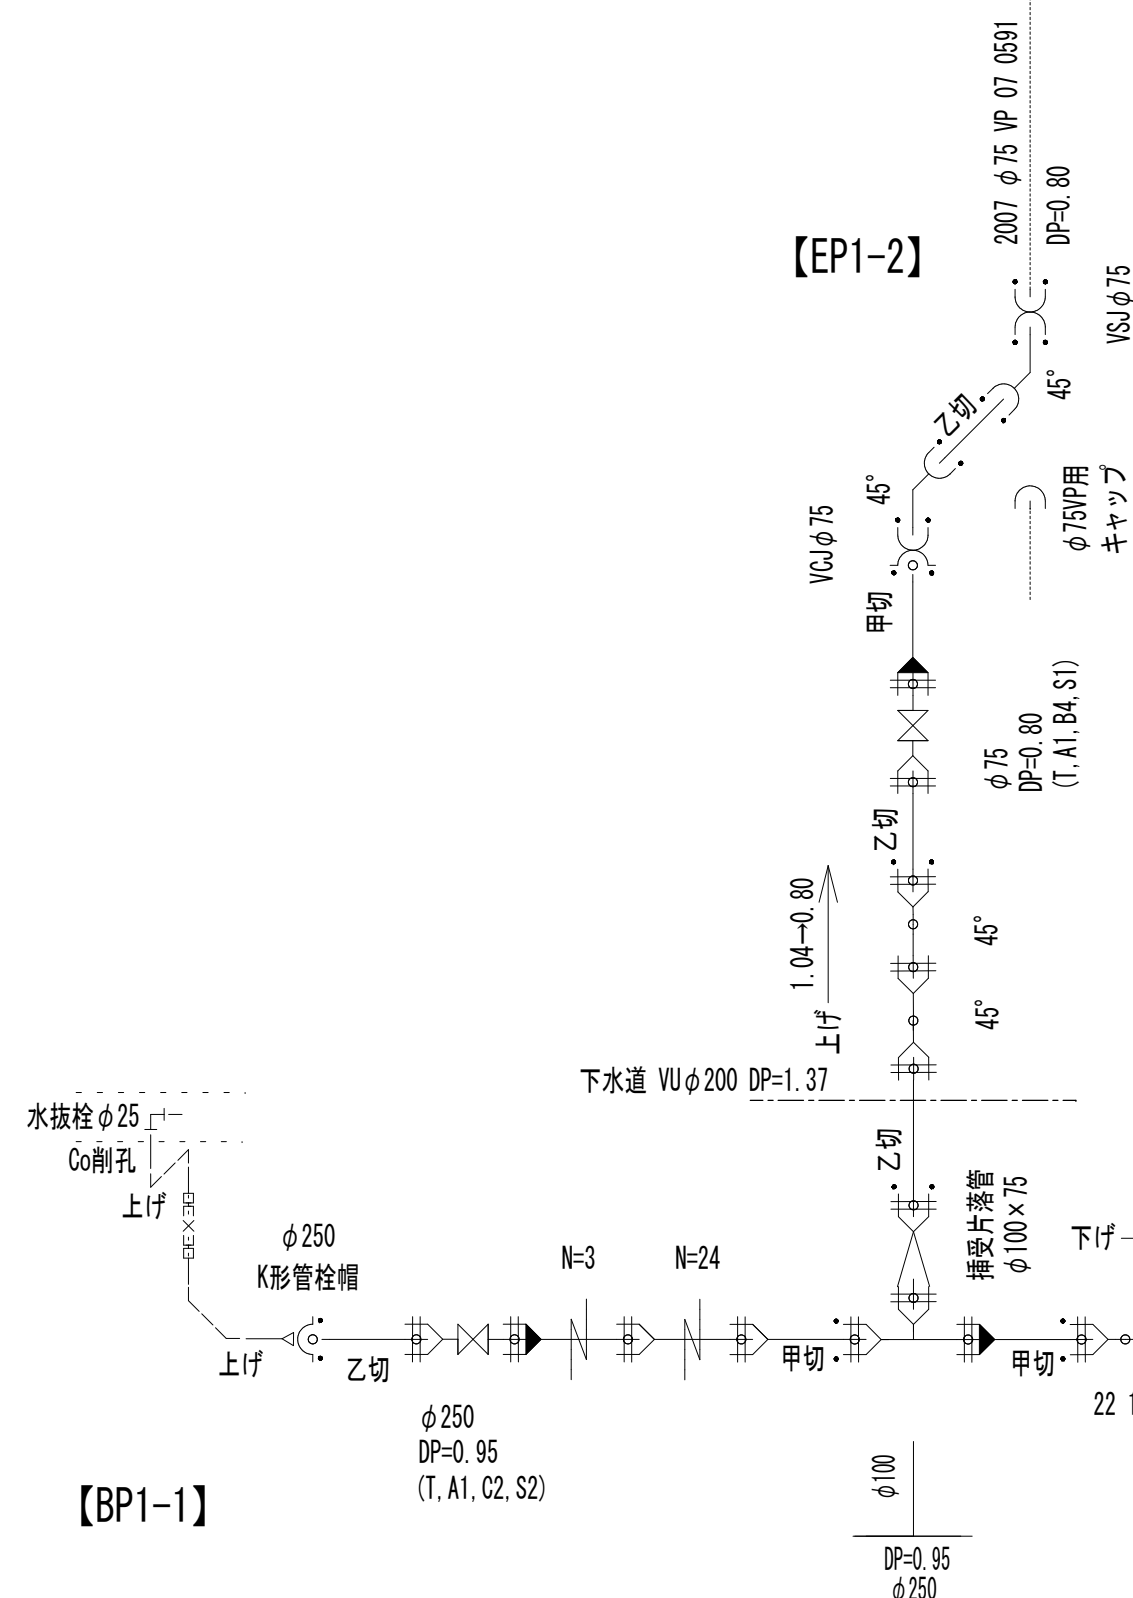 2007 φ75 VP 07 0591
DP=0.80
【EP1-2】
VSJφ75
45°
乙切
45°
φ75VP用
キャップ
VCJφ75
甲切
φ75
DP=0.80
(T,A1,B4,S1)
乙切
1.04→0.80
上げ
45°
45°
下水道 VUφ200 DP=1.37
水抜栓φ25
Co削孔
上げ
乙切
挿受片落管
φ100×75
下げ
φ250
K形管栓帽
N=3
N=24
上げ
乙切
甲切
甲切
φ250
DP=0.95
(T,A1,C2,S2)
22 1
【BP1-1】
φ100
DP=0.95
φ250